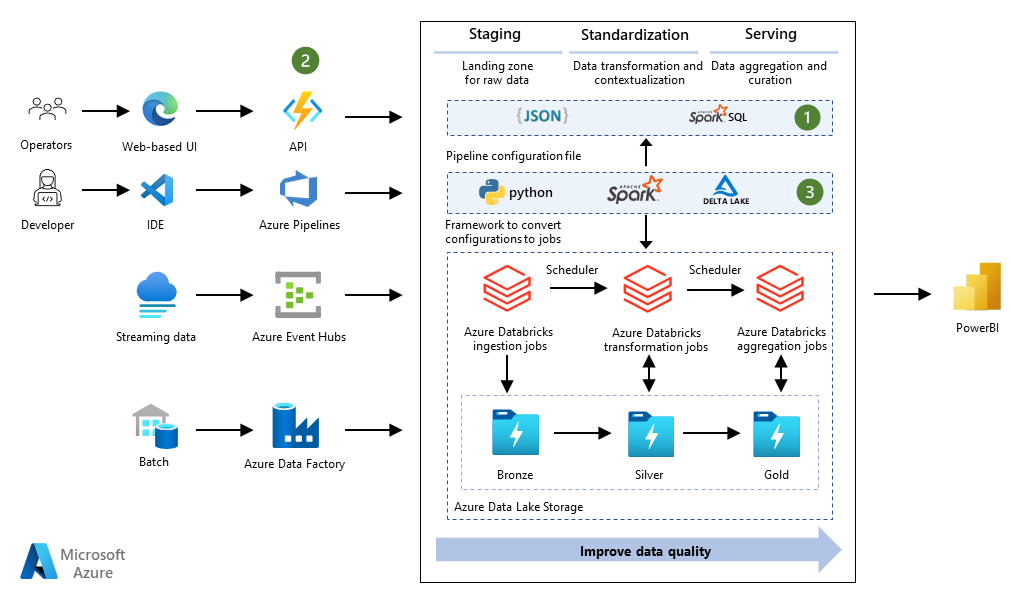 Staging
Standardization
Serving
Landing zone
for raw data
Data transformation and
contextualization
Data aggregation and
curation
2
Operators
Web-based UI
API
{JSON}
APACHE
Spark SQL
1
Pipeline configuration file
Developer
IDE
Azure Pipelines
python
APACHE
Spark
DELTA LAKE
3
Framework to convert
configurations to jobs
Streaming data
Azure Event Hubs
Scheduler
Scheduler
Azure Databricks
ingestion jobs
Azure Databricks
transformation jobs
Azure Databricks
aggregation jobs
PowerBI
Batch
Azure Data Factory
Bronze
Silver
Gold
Azure Data Lake Storage
Improve data quality
Microsoft
Azure